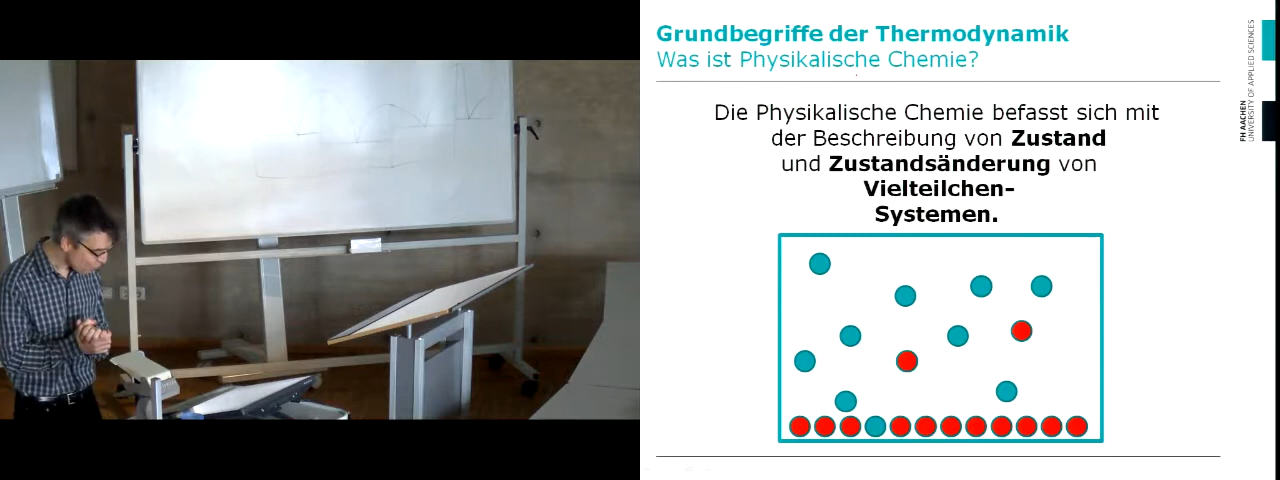 Grundbegriffe der Thermodynamik
Was ist Physikalische Chemie?
Die Physikalische Chemie befasst sich mit
der Beschreibung von Zustand
und Zustandsänderung von
Vielteilchen-
Systemen.
FH AACHEN
UNIVERSITY OF APPLIED SCIENCES